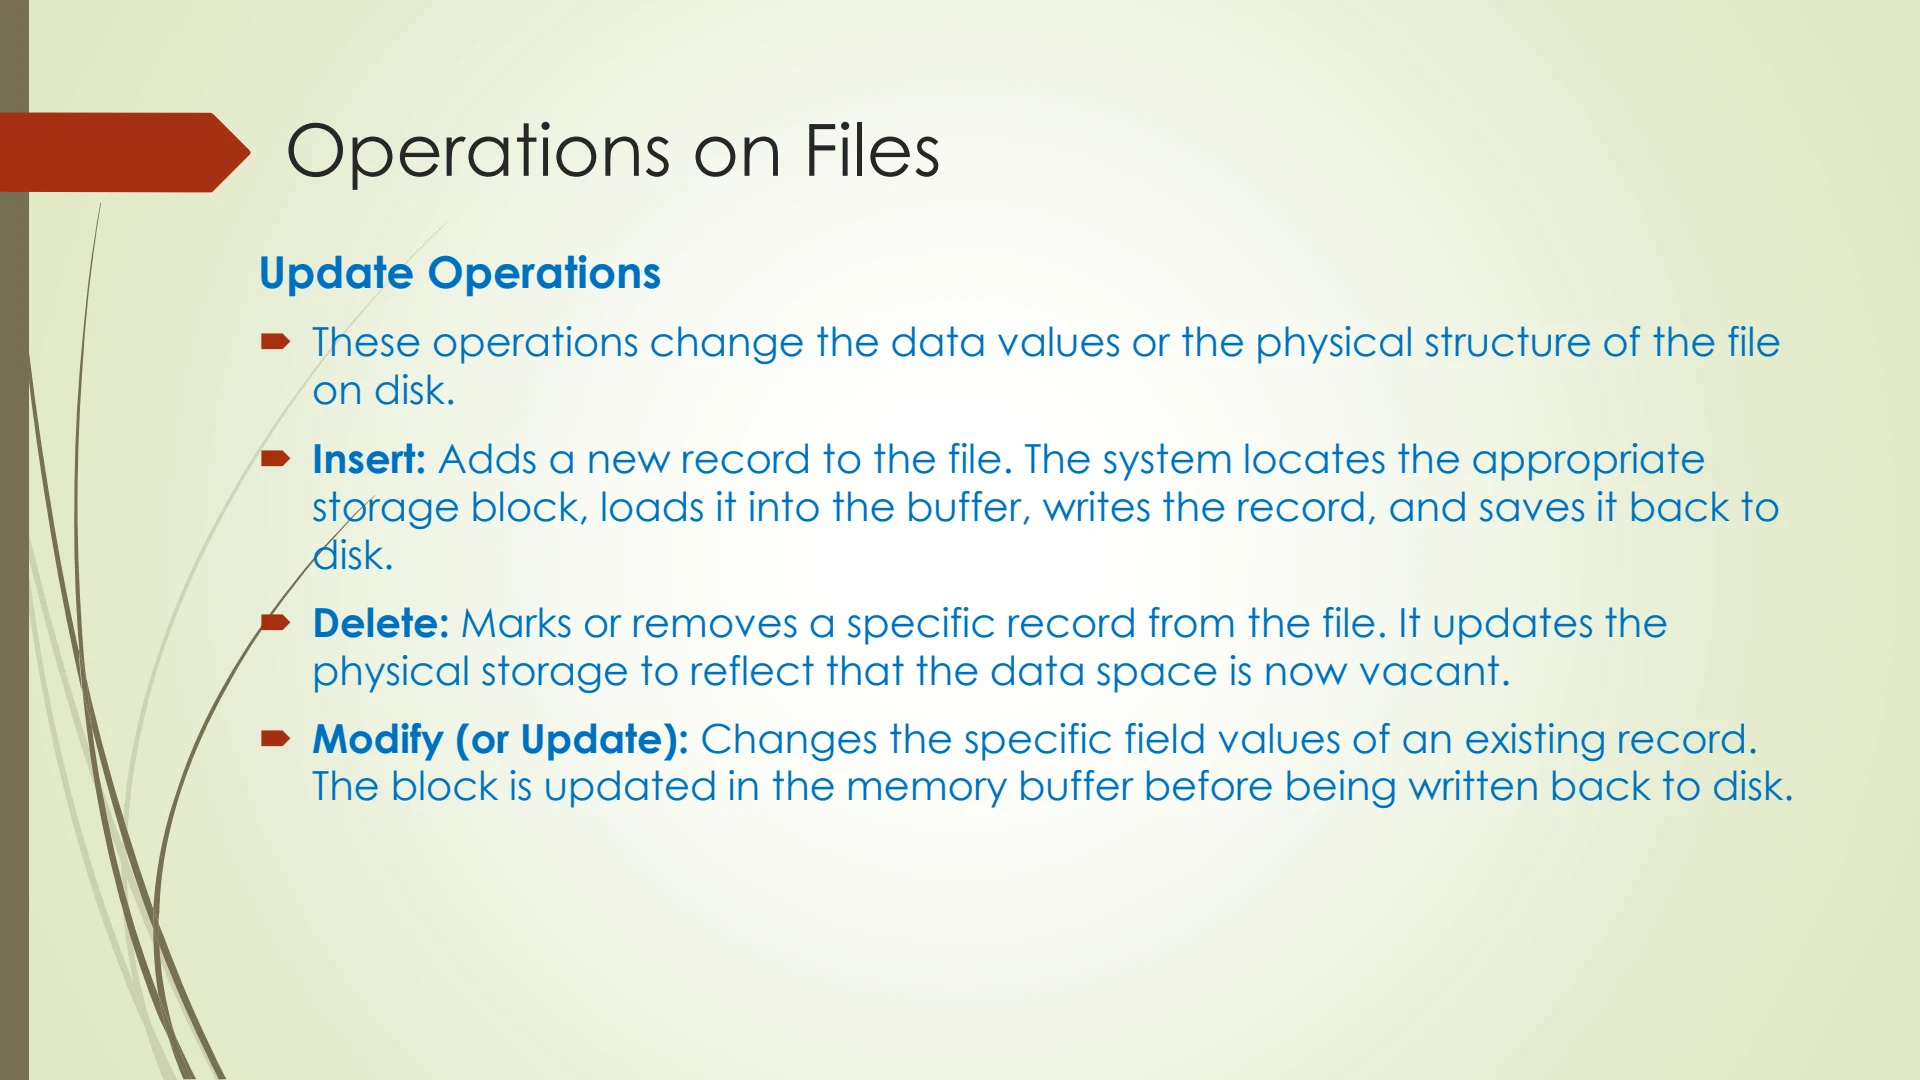 Operations on Files
Update Operations
These operations change the data values or the physical structure of the file
on disk.
Insert: Adds a new record to the file. The system locates the appropriate
storage block, loads it into the buffer, writes the record, and saves it back to
disk.
Delete: Marks or removes a specific record from the file. It updates the
physical storage to reflect that the data space is now vacant.
Modify (or Update): Changes the specific field values of an existing record.
The block is updated in the memory buffer before being written back to disk.